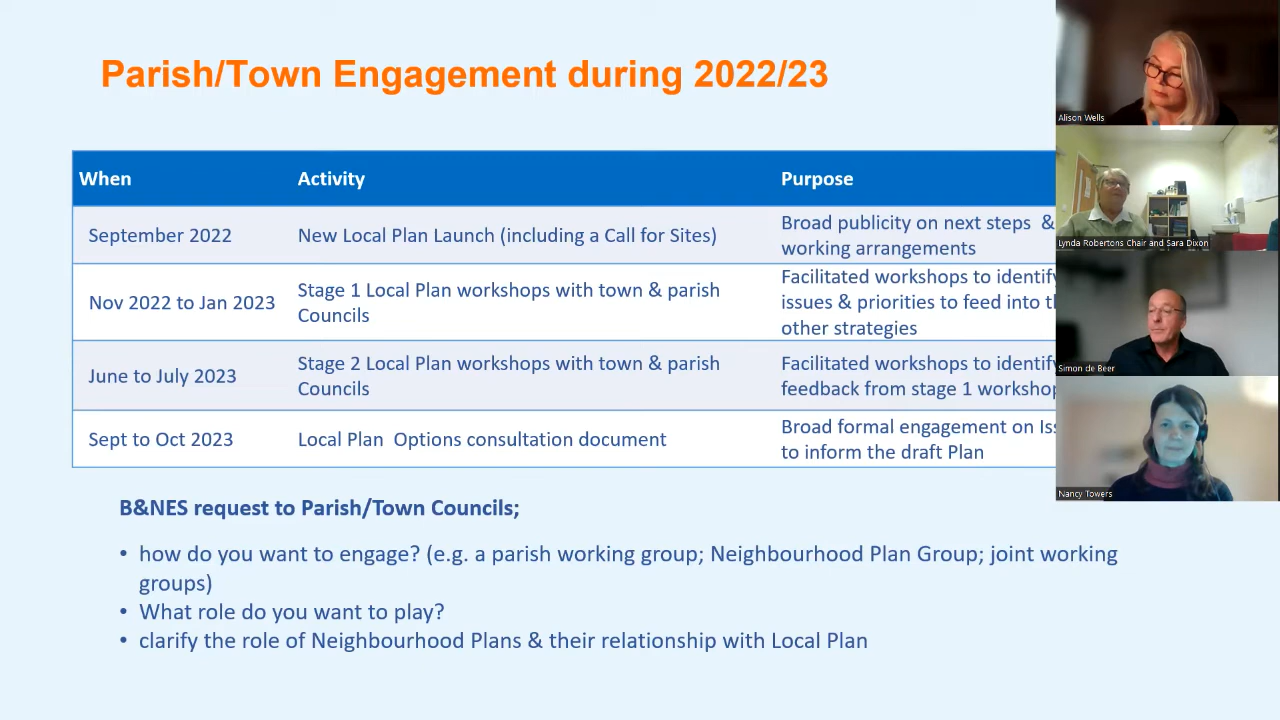 Parish/Town Engagement during 2022/23
When Activity Purpose
September 2022 New Local Plan Launch (including a Call for Sites) Broad publicity on next steps &
working arrangements
Nov 2022 to Jan 2023 Stage 1 Local Plan workshops with town & parish
Councils
Facilitated workshops to identify
issues & priorities to feed into
other strategies
June to July 2023 Stage 2 Local Plan workshops with town & parish
Councils
Facilitated workshops to identify
feedback from stage 1
Sept to Oct 2023 Local Plan Options consultation document
Broad formal engagement on
to inform the draft Plan
B&NES request to Parish/Town Councils;
• how do you want to engage? (e.g. a parish working group; Neighbourhood Plan Group; joint working
groups)
• What role do you want to play?
• clarify the role of Neighbourhood Plans & their relationship with Local Plan
Alison Wells
Lynda Robertons Chair and Sara Dixon
Simon de Beer
Nancy Towers